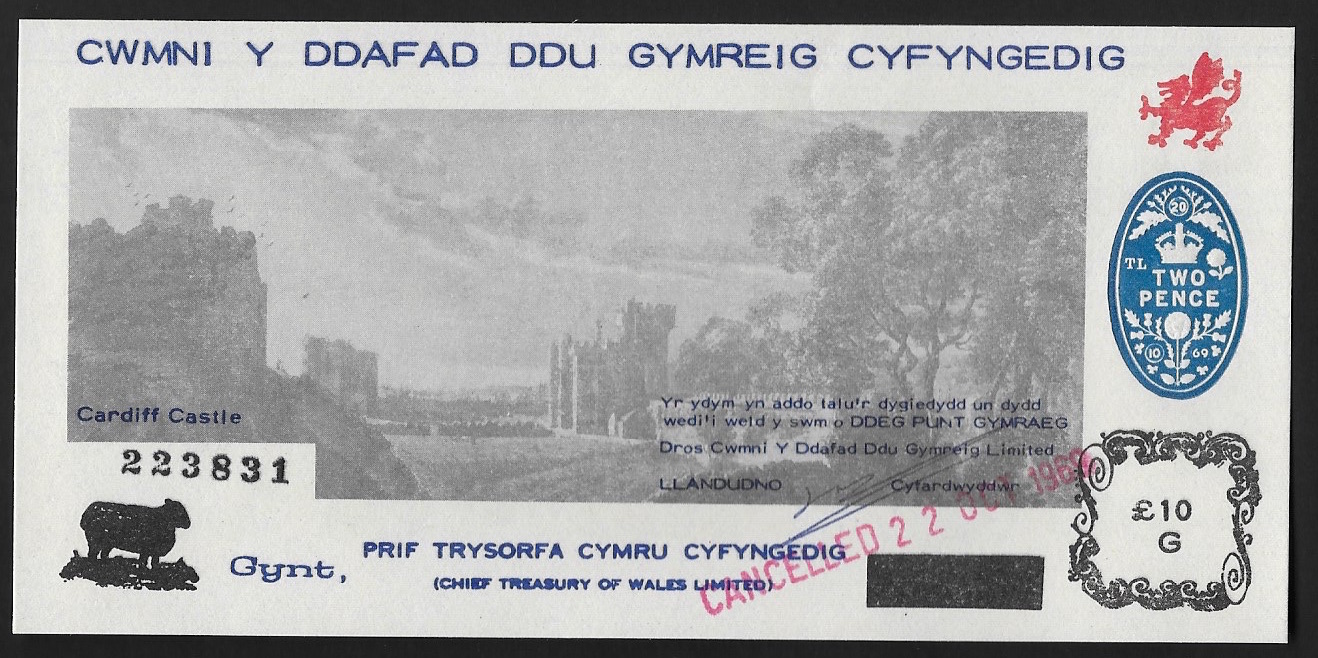 CWMNI Y DDAFAD DDU GYMREIG CYFYNGEDIG
20
TL
TWO
PENCE
10 69
Cardiff Castle
Yr ydym yn addo talu'r dygiedydd un dydd
wedi'i weld y swm o DDEG PUNT GYMRAEG
Dros Cwmni Y Ddafad Ddu Gymreig Limited
LLANDUDNO Cyfardwyddwr
223831
£10
G
Gynt, PRIF TRYSORFA CYMRU CYFYNGEDIG
(CHIEF TREASURY OF WALES LIMITED)
CANCELLED 22 OCT 1969